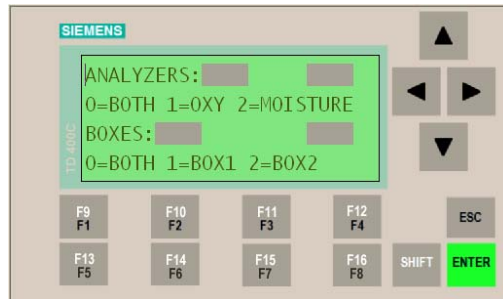 SIEMENS
TD 400C
ANALYZERS:
0=BOTH 1=OXY 2=MOISTURE
BOXES:
0=BOTH 1=BOX1 2=BOX2
F9 F10 F11 F12
F1 F2 F3 F4
ESC
F13 F14 F15 F16
F5 F6 F7 F8
SHIFT ENTER